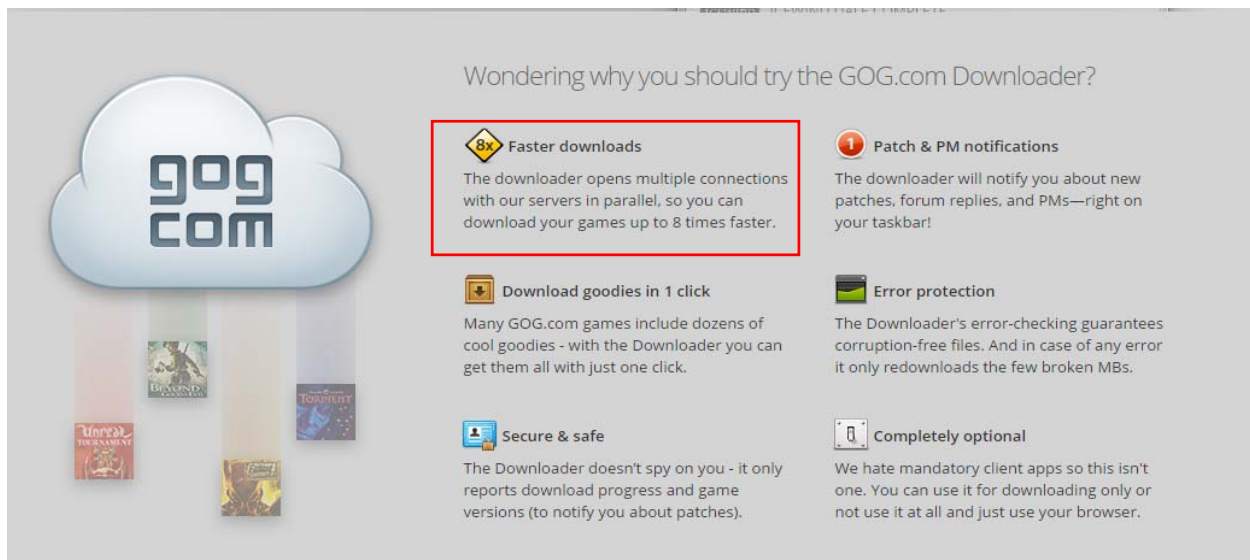 ICEWIND DALE COMPLETE
gog
com
Wondering why you should try the GOG.com Downloader?
8x Faster downloads
The downloader opens multiple connections
with our servers in parallel, so you can
download your games up to 8 times faster.
1 Patch & PM notifications
The downloader will notify you about new
patches, forum replies, and PMs—right on
your taskbar!
Download goodies in 1 click
Many GOG.com games include dozens of
cool goodies - with the Downloader you can
get them all with just one click.
Error protection
The Downloader's error-checking guarantees
corruption-free files. And in case of any error
it only redownloads the few broken MBs.
Secure & safe
The Downloader doesn't spy on you - it only
reports download progress and game
versions (to notify you about patches).
Completely optional
We hate mandatory client apps so this isn't
one. You can use it for downloading only or
not use it at all and just use your browser.
BEYOND
GOOD & EVIL
TORMENT
Unreal
TOURNAMENT
Fallout